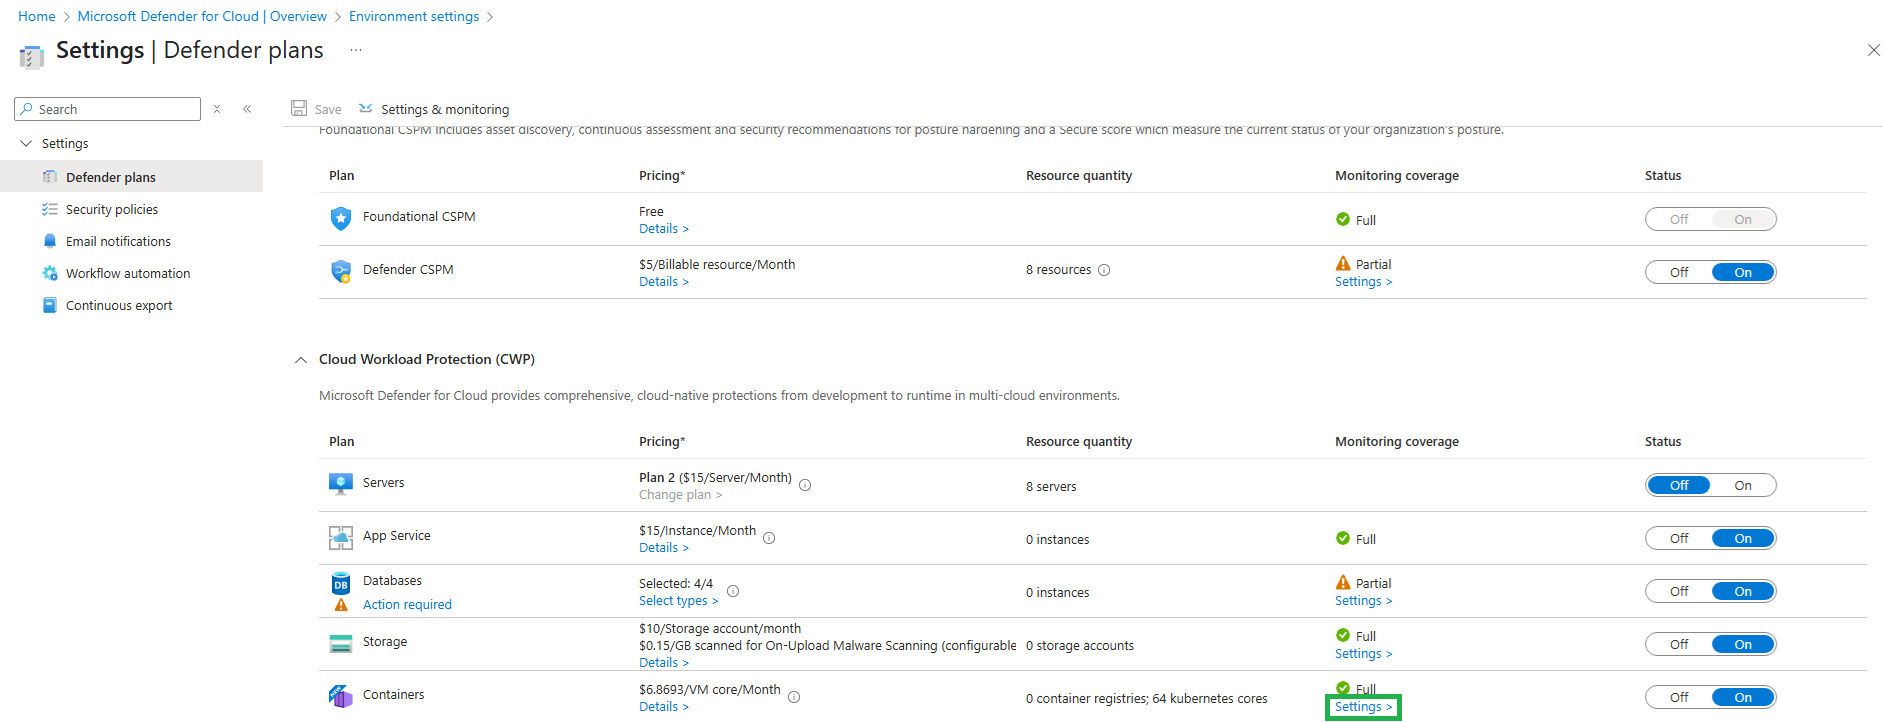 Home > Microsoft Defender for Cloud | Overview > Environment settings >
Settings | Defender plans ...
Search
Save Settings & monitoring
Settings
Defender plans
Security policies
Email notifications
Workflow automation
Continuous export
Foundational CSPM includes asset discovery, continuous assessment and security recommendations for posture hardening and a Secure score which measure the current status of your organization's posture.
Plan Pricing* Resource quantity Monitoring coverage Status
Foundational CSPM Free Full Off On
Details >
Defender CSPM $5/Billable resource/Month 8 resources Partial Off On
Details > Settings >
Cloud Workload Protection (CWP)
Microsoft Defender for Cloud provides comprehensive, cloud-native protections from development to runtime in multi-cloud environments.
Plan Pricing* Resource quantity Monitoring coverage Status
Servers Plan 2 ($15/Server/Month) 8 servers Off On
Change plan >
App Service $15/Instance/Month 0 instances Full Off On
Details >
DB Databases Selected: 4/4 0 instances Partial Off On
Action required Select types > Settings >
Storage $10/Storage account/month 0 storage accounts Full Off On
$0.15/GB scanned for On-Upload Malware Scanning (configurable
Details > Settings >
NEW Containers $6.8693/VM core/Month 0 container registries; 64 kubernetes cores Full Off On
Details > Settings >